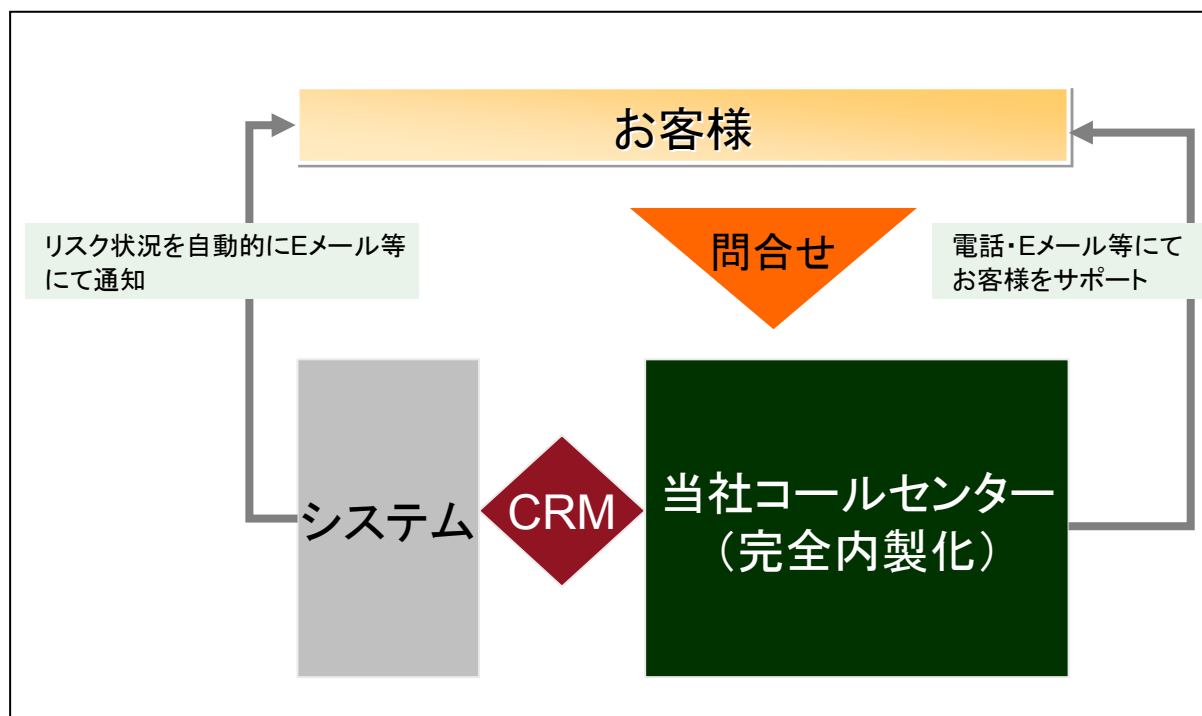 お客様
リスク状況を自動的にEメール等
にて通知
問合せ
電話・Eメール等にて
お客様をサポート
システム
CRM
当社コールセンター
（完全内製化）